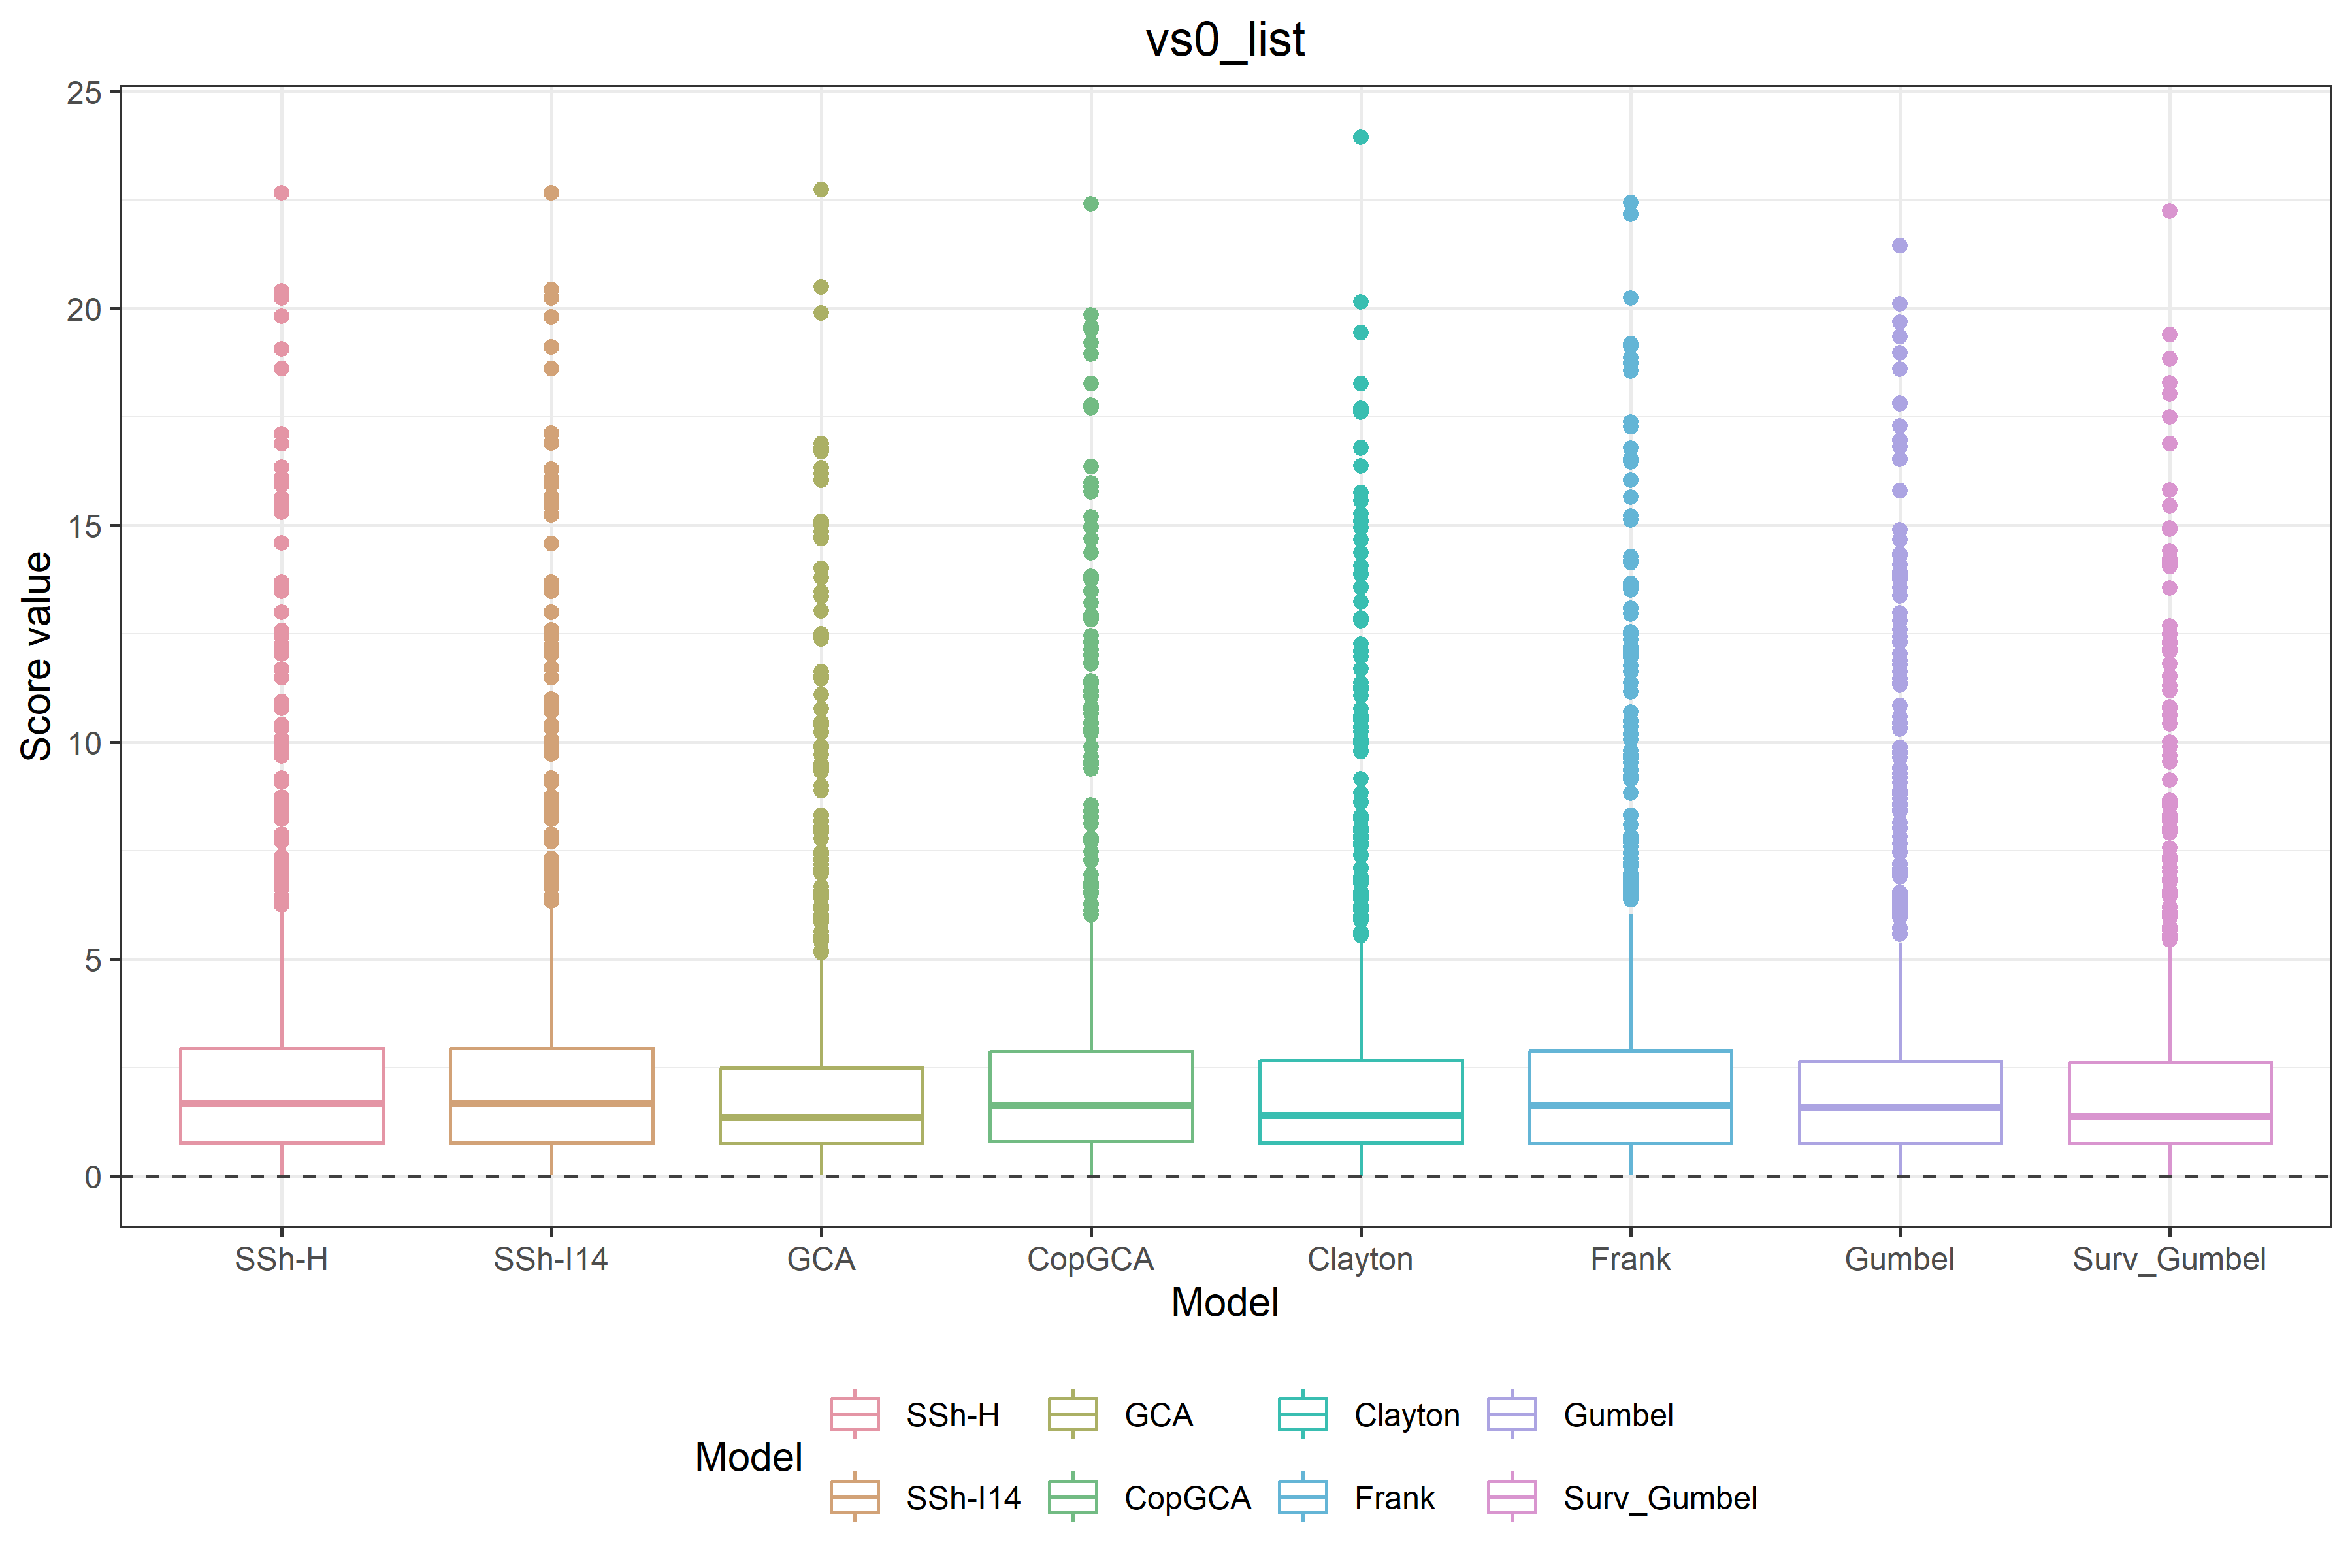 vs0_list
25
20
15
10
5
0
Score value
SSh-H SSh-I14 GCA CopGCA Clayton Frank Gumbel Surv_Gumbel
Model
Model
SSh-H GCA Clayton Gumbel
SSh-I14 CopGCA Frank Surv_Gumbel